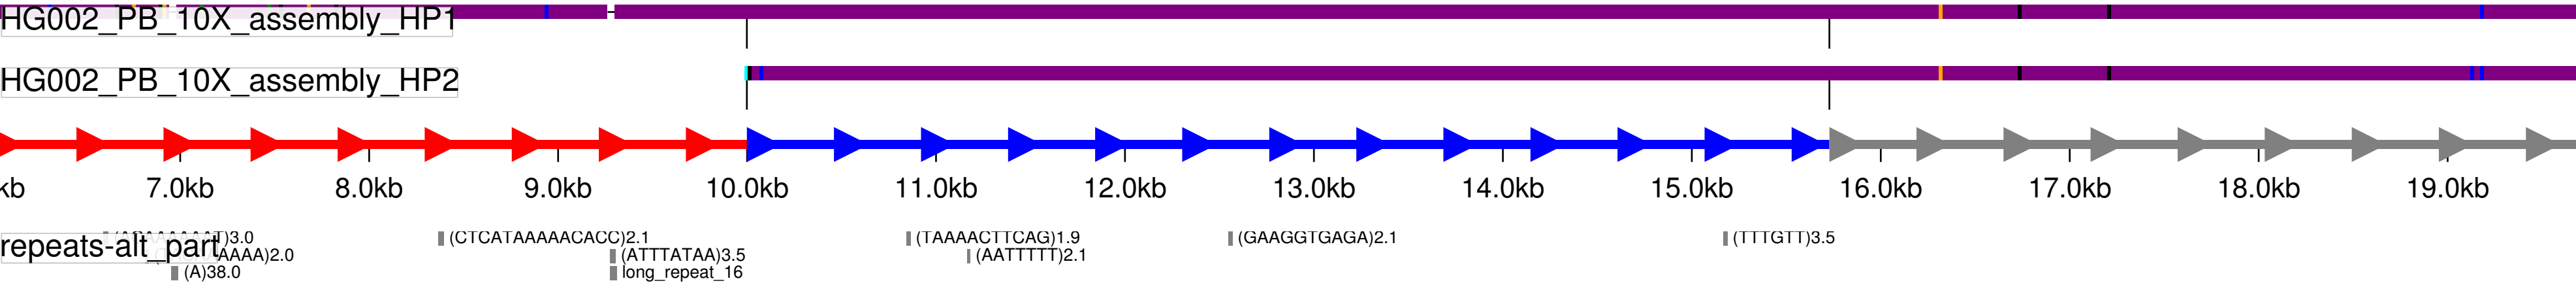 HG002_PB_10X_assembly_HP1
HG002_PB_10X_assembly_HP2
kb 7.0kb 8.0kb 9.0kb 10.0kb 11.0kb 12.0kb 13.0kb 14.0kb 15.0kb 16.0kb 17.0kb 18.0kb 19.0kb
repeats-alt_part
)3.0 (CTCATAAAAACACC)2.1 (TAAAACTTCAG)1.9 (GAAGGTGAGA)2.1 (TTTGTT)3.5
AAAA)2.0 (ATTTATAA)3.5 (AATTTTT)2.1
(A)38.0 long_repeat_16